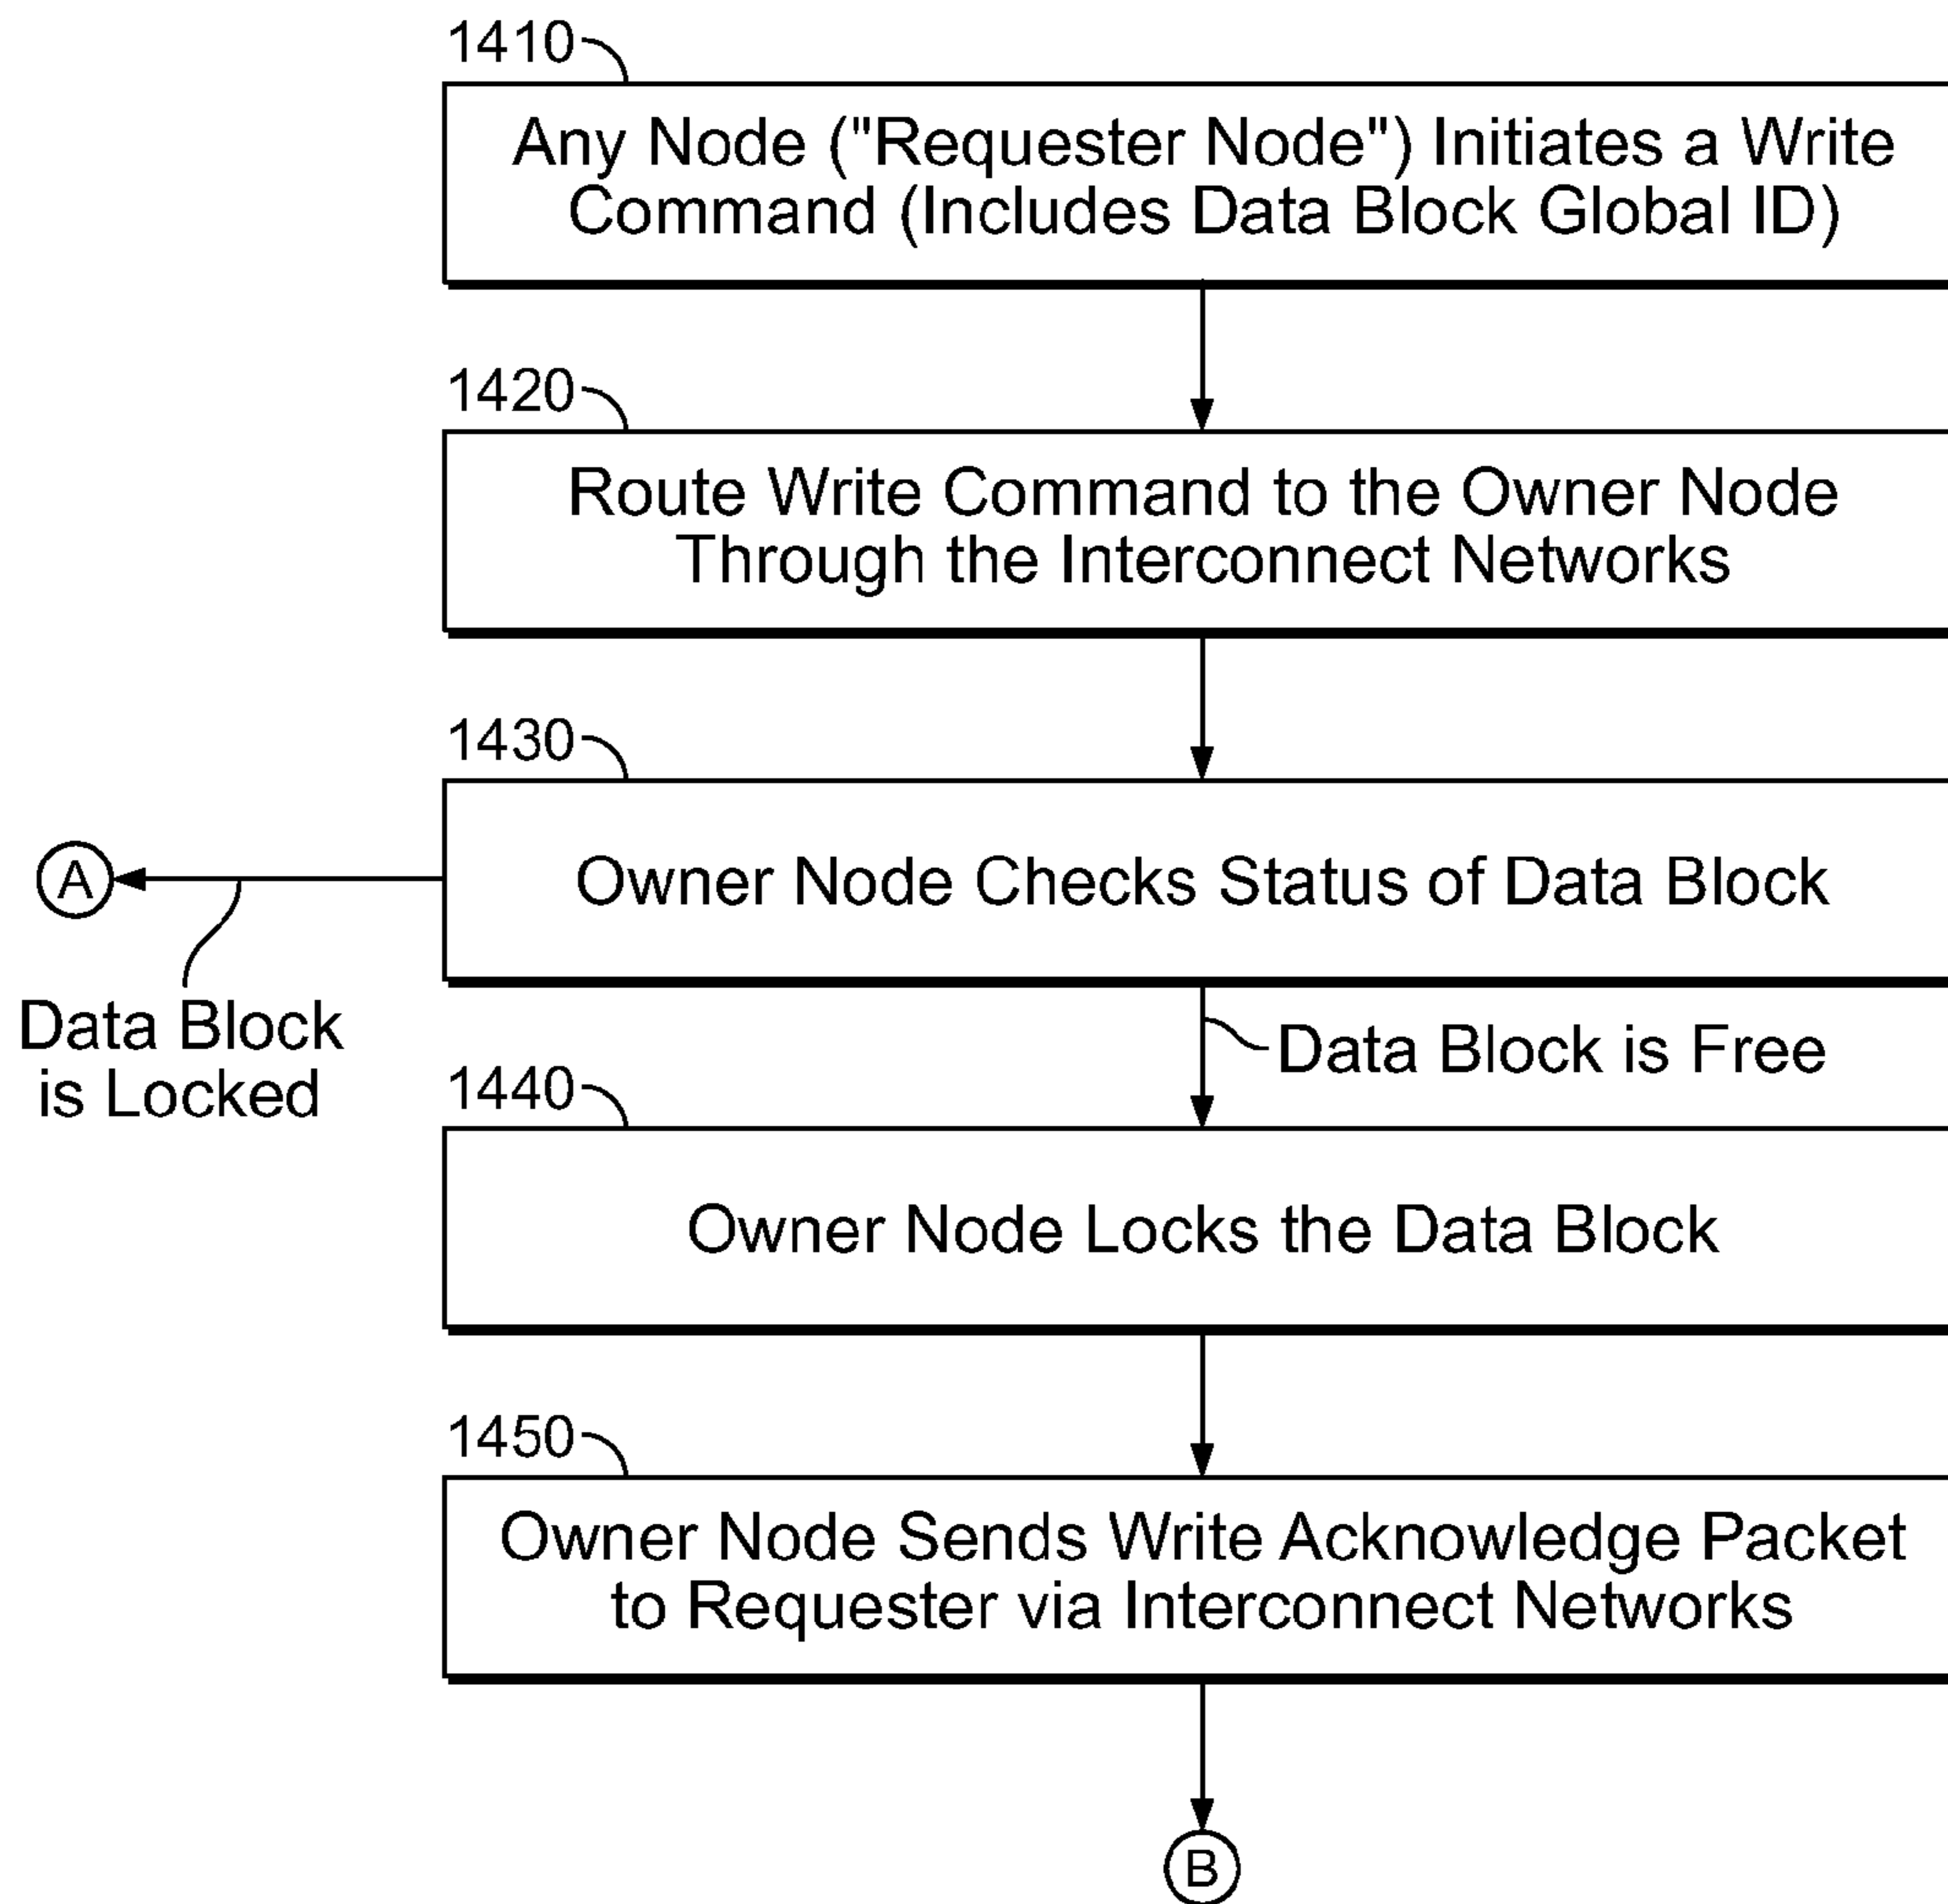 1410
Any Node ("Requester Node") Initiates a Write
Command (Includes Data Block Global ID)
1420
Route Write Command to the Owner Node
Through the Interconnect Networks
1430
Owner Node Checks Status of Data Block
A
Data Block
is Locked
Data Block is Free
1440
Owner Node Locks the Data Block
1450
Owner Node Sends Write Acknowledge Packet
to Requester via Interconnect Networks
B